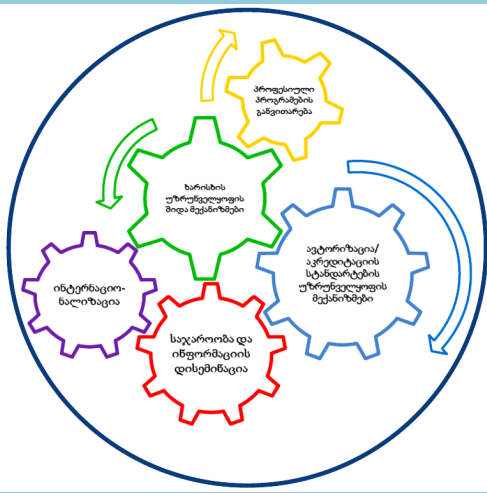 პროფესიული
პროგრამების
განვითარება
ხარისხის
უზრუნველყოფის
შიდა მექანიზმები
ავტორიზაცია/
აკრედიტაციის
სტანდარტების
უზრუნველყოფის
მექანიზმები
ინტერნაციო-
ნალიზაცია
საჯაროობა და
ინფორმაციის
დისემინაცია